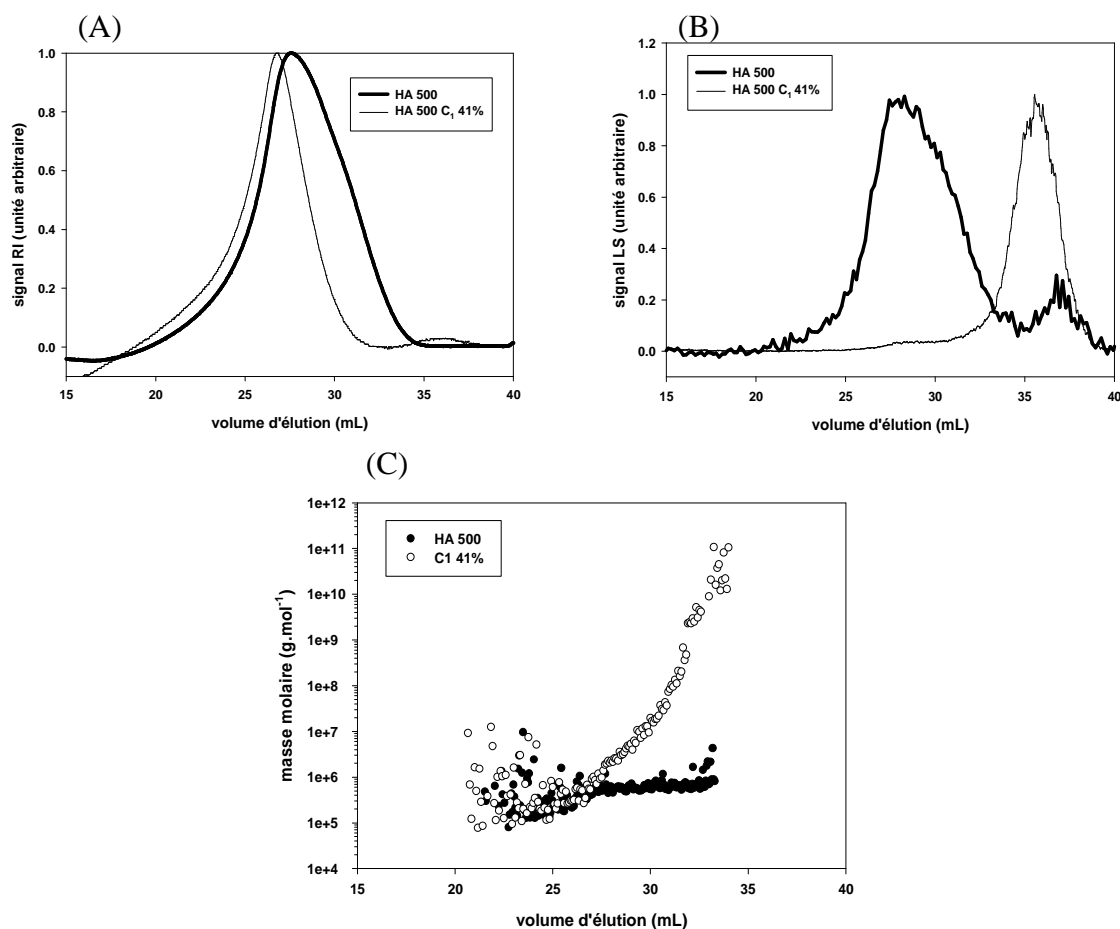 (A)
signal RI (unité arbitraire)
1.0
0.8
0.6
0.4
0.2
0.0
HA 500
HA 500 C₁ 41%
15 20 25 30 35 40
volume d'élution (mL)
(B)
signal LS (unité arbitraire)
1.2
1.0
0.8
0.6
0.4
0.2
0.0
HA 500
HA 500 C₁ 41%
15 20 25 30 35 40
volume d'élution (mL)
(C)
masse molaire (g.mol⁻¹)
1e+12
1e+11
1e+10
1e+9
1e+8
1e+7
1e+6
1e+5
1e+4
HA 500
C1 41%
15 20 25 30 35 40
volume d'élution (mL)